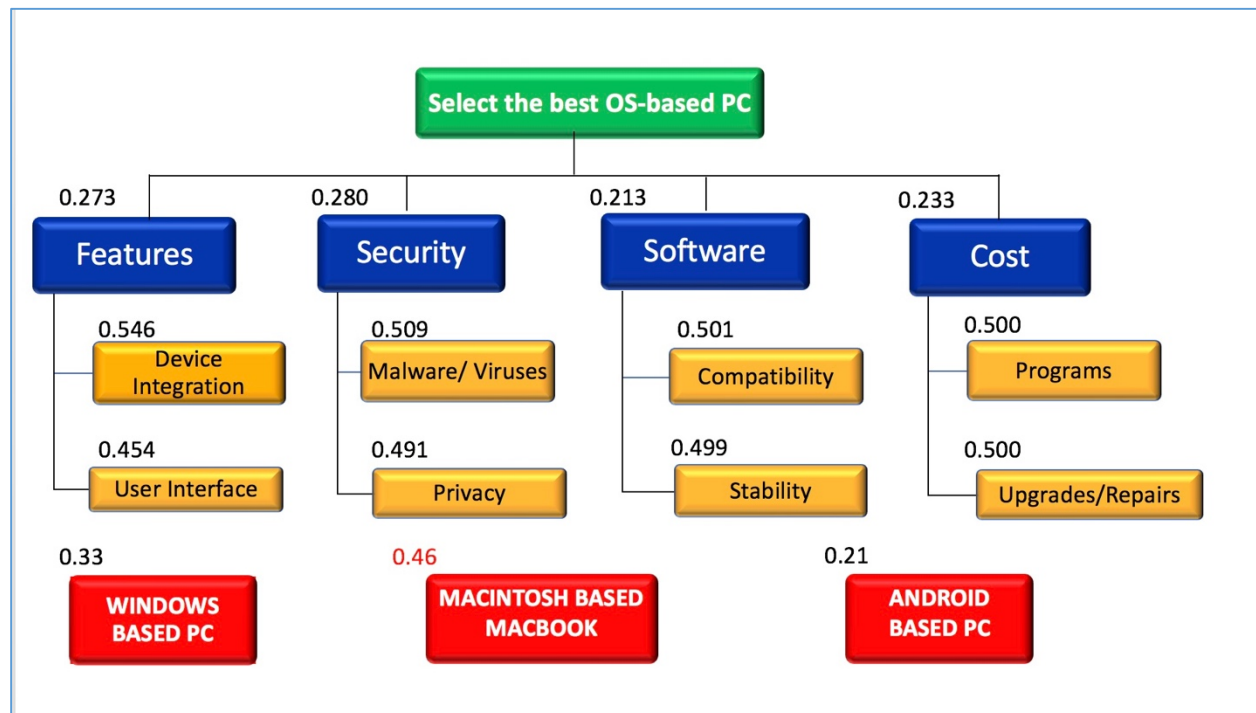 Select the best OS-based PC
0.273
0.280
0.213
0.233
Features
Security
Software
Cost
0.546
0.509
0.501
0.500
Device
Integration
Malware/ Viruses
Compatibility
Programs
0.454
0.491
0.499
0.500
User Interface
Privacy
Stability
Upgrades/Repairs
0.33
0.46
0.21
WINDOWS
BASED PC
MACINTOSH BASED
MACBOOK
ANDROID
BASED PC